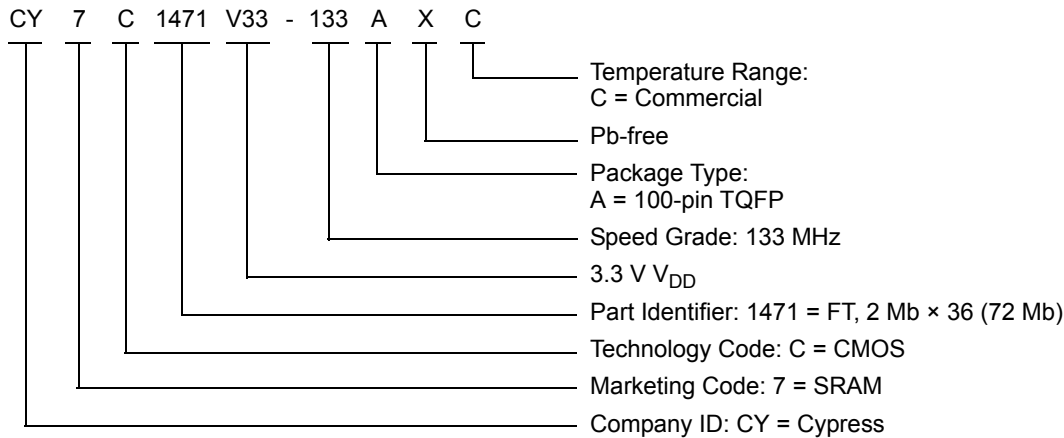 CY 7 C 1471 V33 - 133 A X C
Temperature Range:
C = Commercial
Pb-free
Package Type:
A = 100-pin TQFP
Speed Grade: 133 MHz
3.3 V VDD
Part Identifier: 1471 = FT, 2 Mb × 36 (72 Mb)
Technology Code: C = CMOS
Marketing Code: 7 = SRAM
Company ID: CY = Cypress